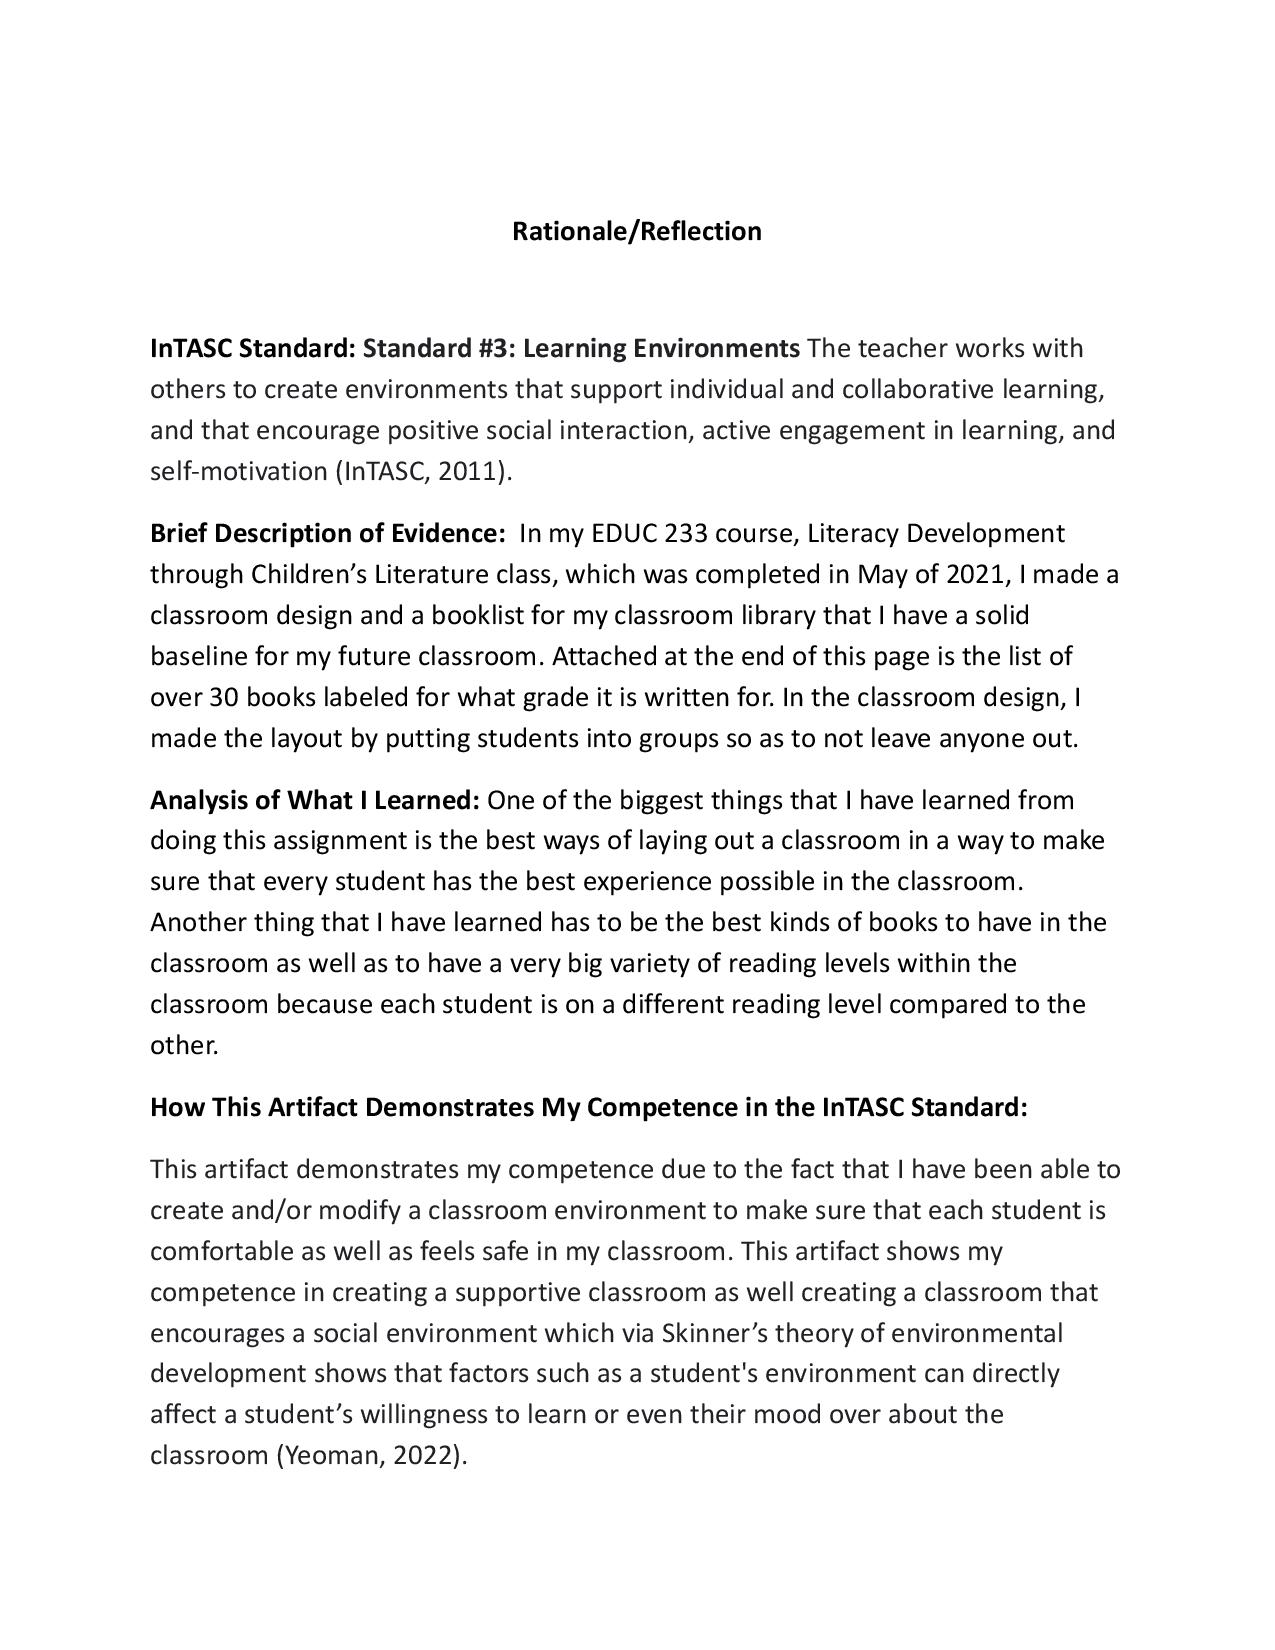 Rationale/Reflection
InTASC Standard: Standard #3: Learning Environments The teacher works with
others to create environments that support individual and collaborative learning,
and that encourage positive social interaction, active engagement in learning, and
self-motivation (InTASC, 2011).
Brief Description of Evidence:  In my EDUC 233 course, Literacy Development
through Children’s Literature class, which was completed in May of 2021, I made a
classroom design and a booklist for my classroom library that I have a solid
baseline for my future classroom. Attached at the end of this page is the list of
over 30 books labeled for what grade it is written for. In the classroom design, I
made the layout by putting students into groups so as to not leave anyone out.
Analysis of What I Learned: One of the biggest things that I have learned from
doing this assignment is the best ways of laying out a classroom in a way to make
sure that every student has the best experience possible in the classroom.
Another thing that I have learned has to be the best kinds of books to have in the
classroom as well as to have a very big variety of reading levels within the
classroom because each student is on a different reading level compared to the
other.
How This Artifact Demonstrates My Competence in the InTASC Standard:
This artifact demonstrates my competence due to the fact that I have been able to
create and/or modify a classroom environment to make sure that each student is
comfortable as well as feels safe in my classroom. This artifact shows my
competence in creating a supportive classroom as well creating a classroom that
encourages a social environment which via Skinner’s theory of environmental
development shows that factors such as a student's environment can directly
affect a student’s willingness to learn or even their mood over about the
classroom (Yeoman, 2022).